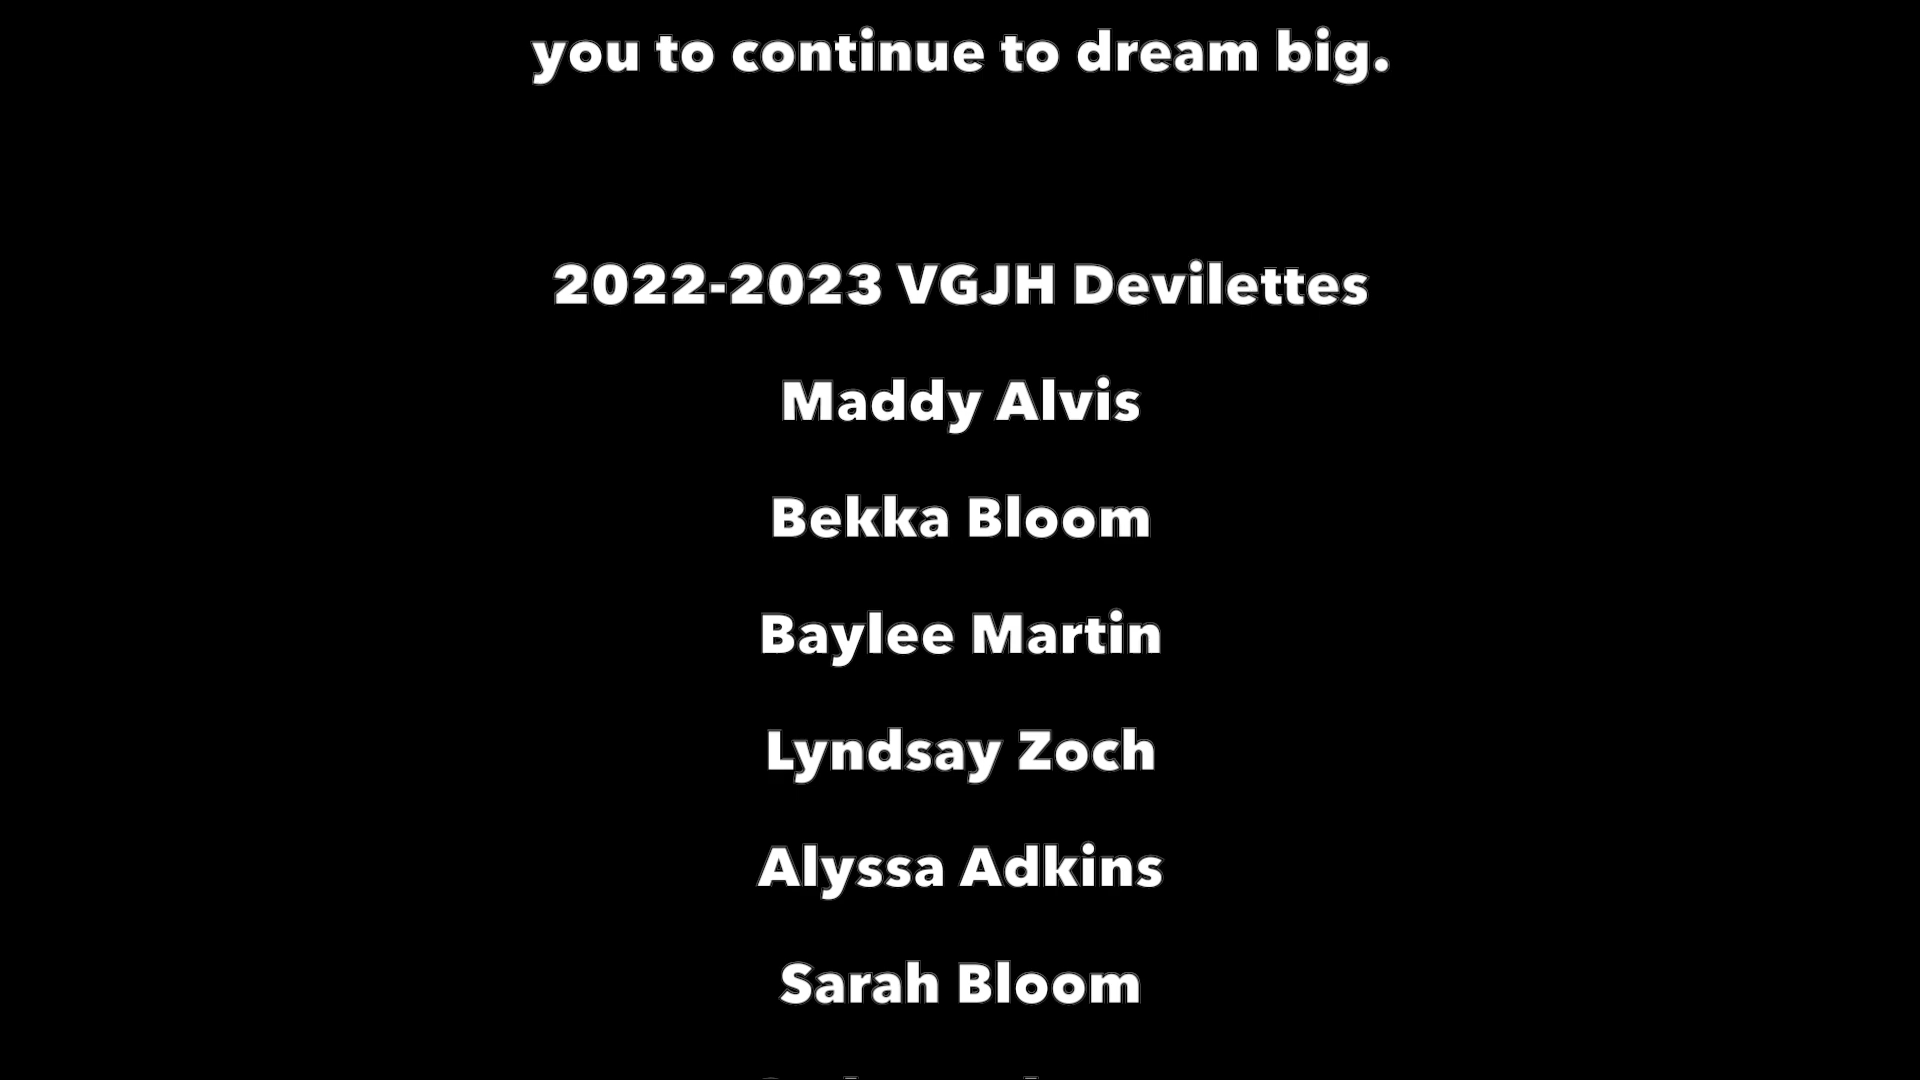 you to continue to dream big.
2022-2023 VGJH Devilettes
Maddy Alvis
Bekka Bloom
Baylee Martin
Lyndsay Zoch
Alyssa Adkins
Sarah Bloom